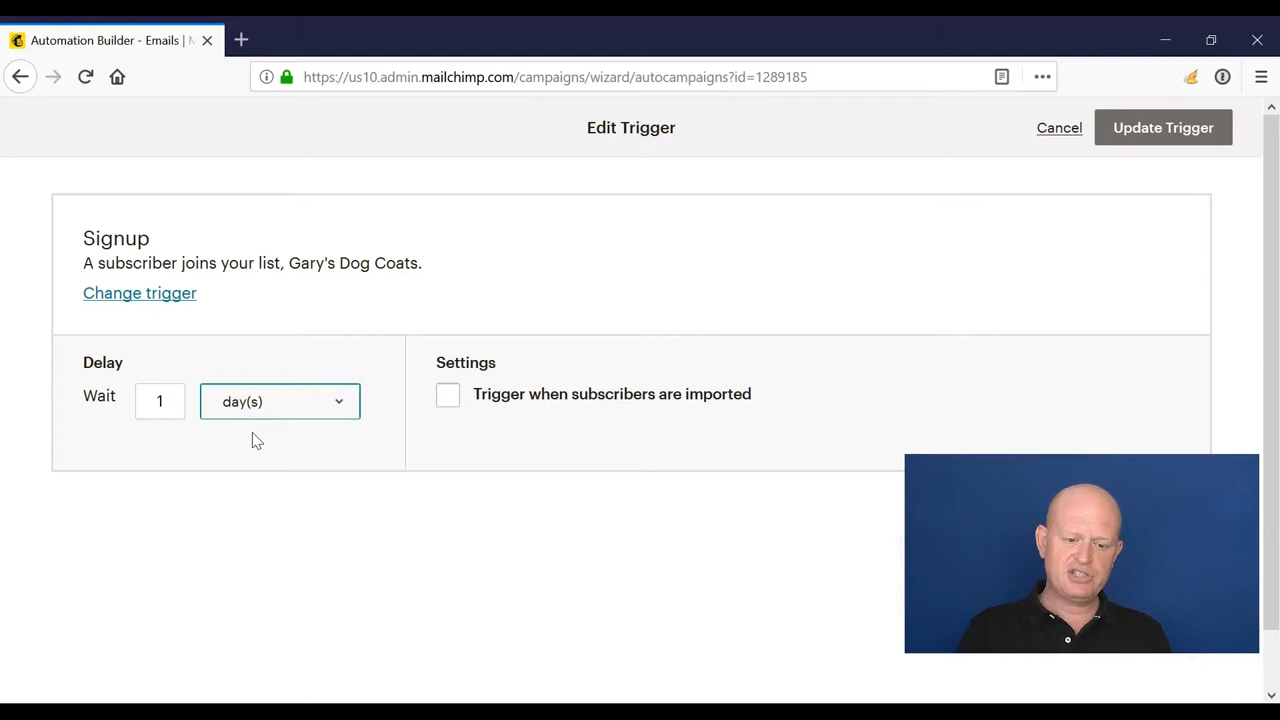 Automation Builder - Emails | M
https://us10.admin.mailchimp.com/campaigns/wizard/autocampaigns?id=1289185
Edit Trigger
Cancel
Update Trigger
Signup
A subscriber joins your list, Gary's Dog Coats.
Change trigger
Delay
Wait 1 day(s)
Settings
Trigger when subscribers are imported